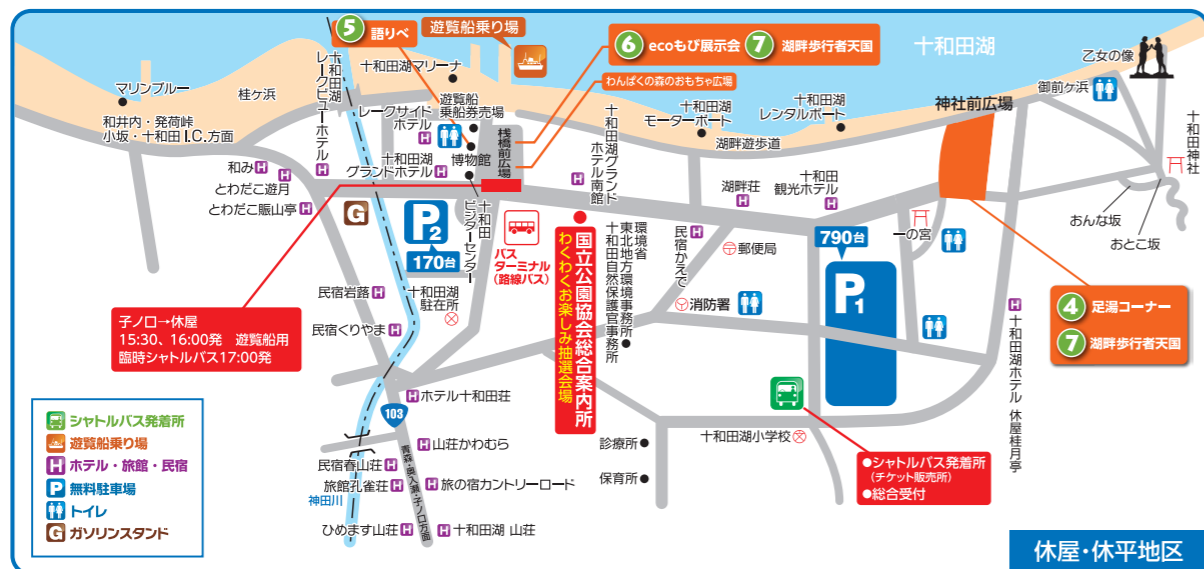 ⑤ 語りべ
遊覧船乗り場
⑥ ecoもび展示会 ⑦ 湖畔歩行者天国
わんぱくの森のおもちゃ広場
十和田湖
乙女の像
御前ヶ浜
神社前広場
十和田神社
マリンブルー
桂ヶ浜
十和田湖
レークビューホテル
十和田湖マリーナ
遊覧船
乗船券売場
レークサイド
ホテル
博物館
桟橋前広場
和井内・発荷峠
小坂・十和田I.C.方面
十和田湖
グランドホテル
十和田湖グランド
ホテル南館
十和田湖
モーターボート
十和田湖
レンタルボート
湖畔遊歩道
和み
とわだこ遊月
とわだこ賑山亭
湖畔荘
十和田
観光ホテル
おんな坂
おとこ坂
一の宮
G
P2
170台
十和田
ビジターセンター
バス
ターミナル
(路線バス)
国立公園協会総合案内所
わくわくお楽しみ抽選会場
環境省
東北地方環境事務所
十和田自然保護官事務所
民宿かえで
郵便局
消防署
790台
P1
④ 足湯コーナー
⑦ 湖畔歩行者天国
十和田湖ホテル 休屋桂月亭
子ノ口→休屋
15:30、16:00発 遊覧船用
臨時シャトルバス17:00発
民宿岩蕗
十和田湖
駐在所
民宿くりやま
ホテル十和田荘
103
山荘かわむら
青森・奥入瀬・子ノ口方面
民宿春山荘
旅館孔雀荘
旅の宿カントリーロード
神田川
ひめます山荘
十和田湖 山荘
診療所
保育所
十和田湖小学校
●シャトルバス発着所
(チケット販売所)
●総合受付
シャトルバス発着所
遊覧船乗り場
H ホテル・旅館・民宿
P 無料駐車場
トイレ
G ガソリンスタンド
休屋・休平地区